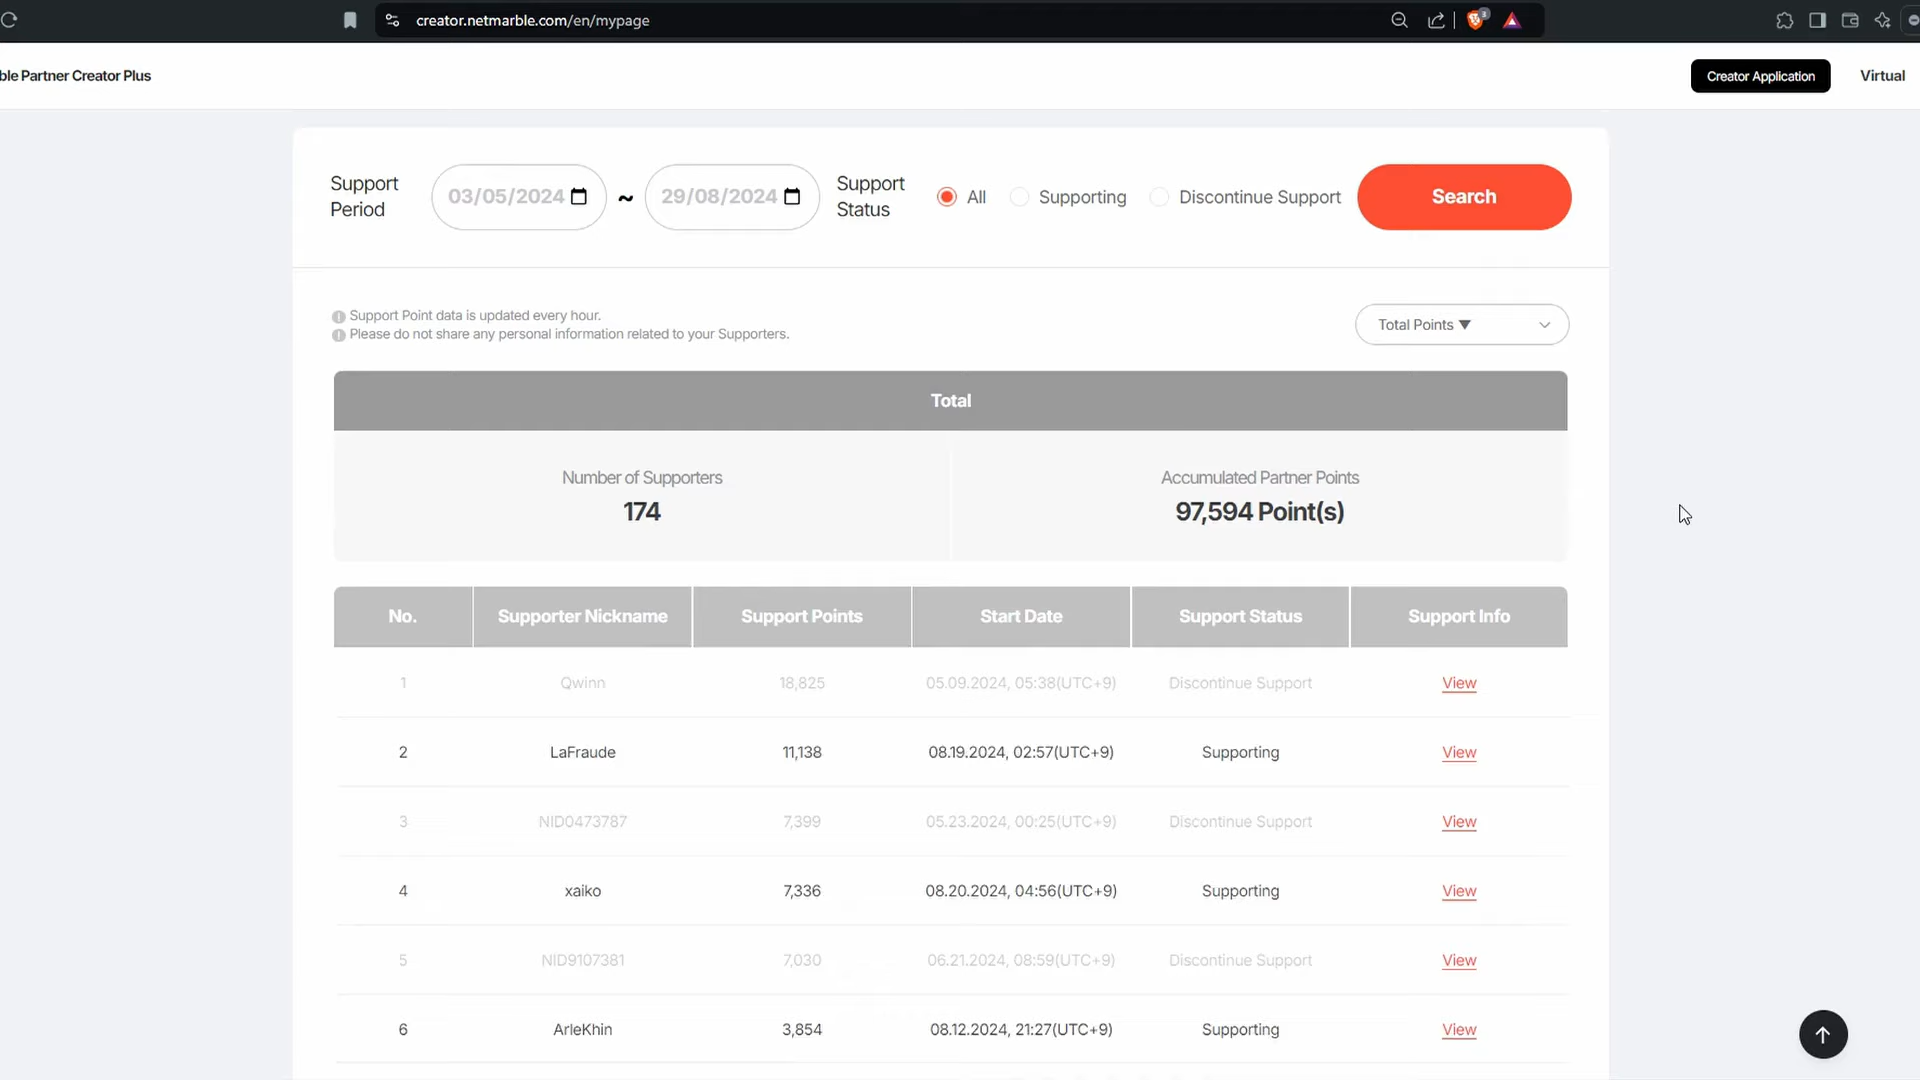 creator.netmarble.com/en/mypage
3
ble Partner Creator Plus
Creator Application
Virtual
Support Period
03/05/2024
~
29/08/2024
Support Status
All
Supporting
Discontinue Support
Search
Support Point data is updated every hour.
Please do not share any personal information related to your Supporters.
Total Points ▼
Total
Number of Supporters
174
Accumulated Partner Points
97,594 Point(s)
No. Supporter Nickname Support Points Start Date Support Status Support Info
1 Qwinn 18,825 05.09.2024, 05:38(UTC+9) Discontinue Support View
2 LaFraude 11,138 08.19.2024, 02:57(UTC+9) Supporting View
3 NID0473787 7,399 05.23.2024, 00:25(UTC+9) Discontinue Support View
4 xaiko 7,336 08.20.2024, 04:56(UTC+9) Supporting View
5 NID9107381 7,030 06.21.2024, 08:59(UTC+9) Discontinue Support View
6 ArleKhin 3,854 08.12.2024, 21:27(UTC+9) Supporting View